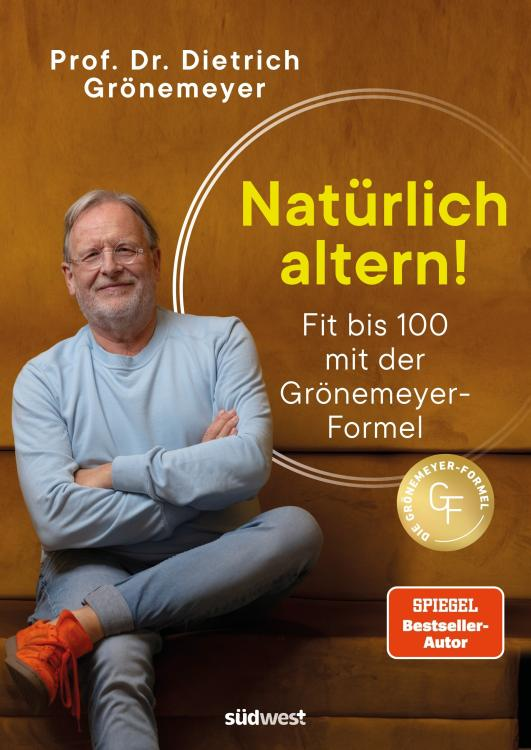 Prof. Dr. Dietrich
Grönemeyer
Natürlich
altern!
Fit bis 100
mit der
Grönemeyer-
Formel
DIE GRÖNEMEYER-FORMEL
GF
SPIEGEL
Bestseller-
Autor
südwest